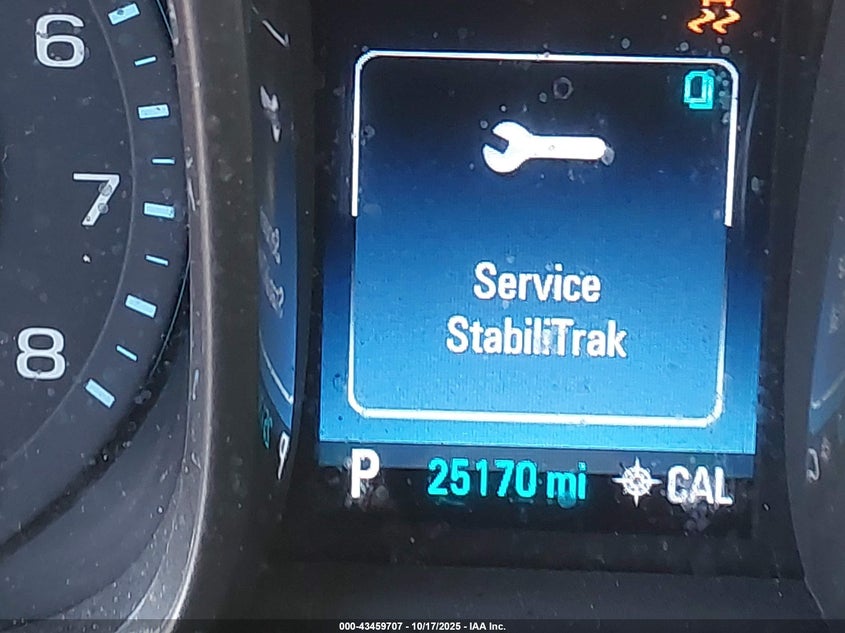 6
7
8
Service
StabiliTrak
P
25170 mi
CAL
000-43459707 - 10/17/2025 - IAA Inc.